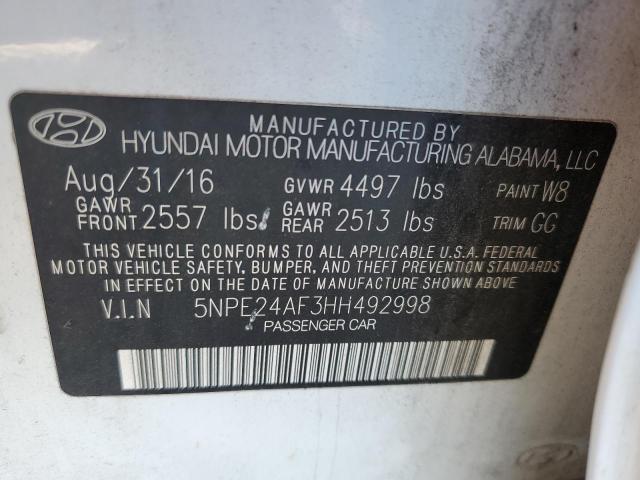 MANUFACTURED BY
HYUNDAI MOTOR MANUFACTURING ALABAMA, LLC
Aug/31/16 GVWR 4497 lbs PAINT W8
GAWR FRONT 2557 lbs GAWR REAR 2513 lbs TRIM GG
THIS VEHICLE CONFORMS TO ALL APPLICABLE U.S.A. FEDERAL
MOTOR VEHICLE SAFETY, BUMPER, AND THEFT PREVENTION STANDARDS
IN EFFECT ON THE DATE OF MANUFACTURE SHOWN ABOVE
V.I.N 5NPE24AF3HH492998
PASSENGER CAR